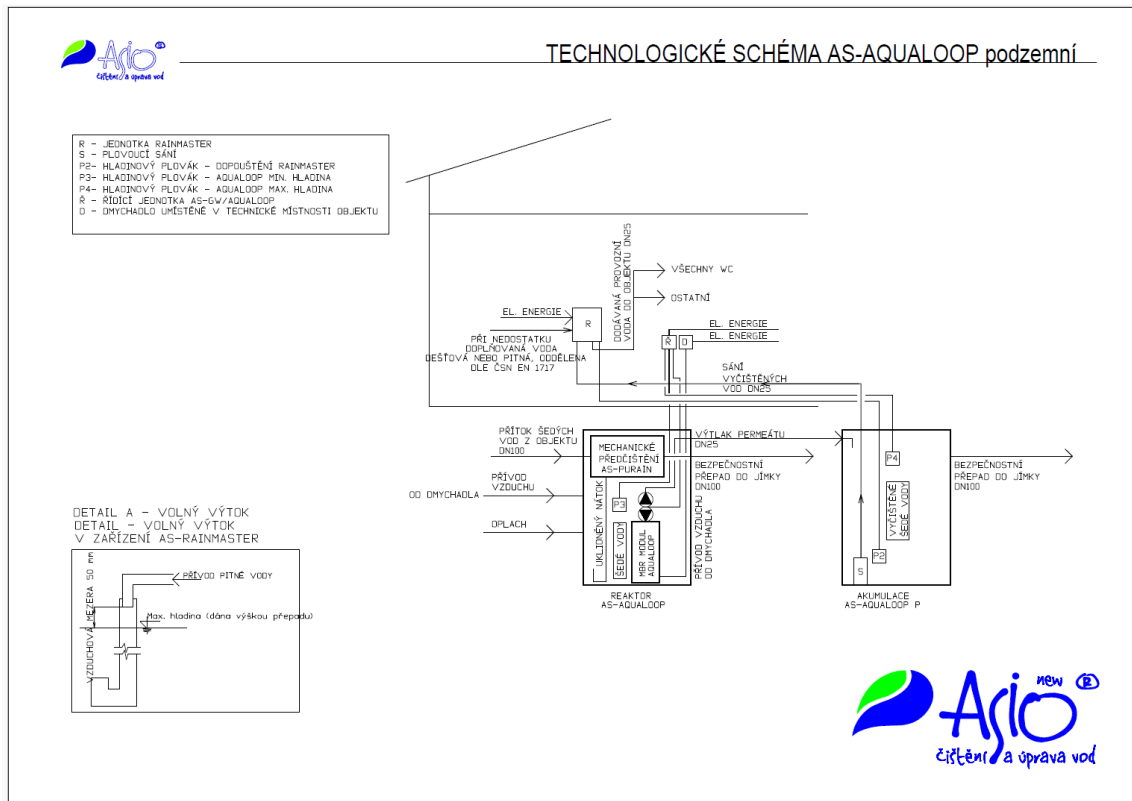 Asio ®
čištění a úprava vod
TECHNOLOGICKÉ SCHÉMA AS-AQUALOOP podzemní
R - JEDNOTKA RAINMASTER
S - PLOVOUCÍ SÁNÍ
P2- HLADINOVÝ PLOVÁK - DOPOUŠTĚNÍ RAINMASTER
P3- HLADINOVÝ PLOVÁK - AQUALOOP MIN. HLADINA
P4- HLADINOVÝ PLOVÁK - AQUALOOP MAX. HLADINA
Ř - ŘÍDÍCÍ JEDNOTKA AS-GW/AQUALOOP
D - DMYCHADLO UMÍSTĚNÉ V TECHNICKÉ MÍSTNOSTI OBJEKTU
DODÁVANÁ PROVOZNÍ
VODA DO OBJEKTU DN25
VŠECHNY WC
OSTATNÍ
EL. ENERGIE
R
PŘI NEDOSTATKU
DOPLŇOVANÁ VODA
DEŠŤOVÁ NEBO PITNÁ, ODDĚLENA
DLE ČSN EN 1717
EL. ENERGIE
EL. ENERGIE
Ř
D
SÁNÍ
VYČIŠTĚNÝCH
VOD DN25
PŘÍTOK ŠEDÝCH
VOD Z OBJEKTU
DN100
MECHANICKÉ
PŘEDČIŠTĚNÍ
AS-PURAIN
VÝTLAK PERMEÁTU
DN25
BEZPEČNOSTNÍ
PŘEPAD DO JÍMKY
DN100
PŘÍVOD
VZDUCHU
OD DMYCHADLA
OPLACH
UKLIDNĚNÝ NÁTOK
P3
ŠEDÉ VODY
MBR MODUL
AQUALOOP
PŘÍVOD VZDUCHU
OD DMYCHADLA
REAKTOR
AS-AQUALOOP
P4
VYČIŠTĚNÉ
ŠEDÉ VODY
P2
S
BEZPEČNOSTNÍ
PŘEPAD DO JÍMKY
DN100
AKUMULACE
AS-AQUALOOP P
DETAIL A - VOLNÝ VÝTOK
DETAIL - VOLNÝ VÝTOK
V ZAŘÍZENÍ AS-RAINMASTER
VZDUCHOVÁ MEZERA 50 mm
PŘÍVOD PITNÉ VODY
Max. hladina (dána výškou přepadu)
Asio new ®
čištění a úprava vod